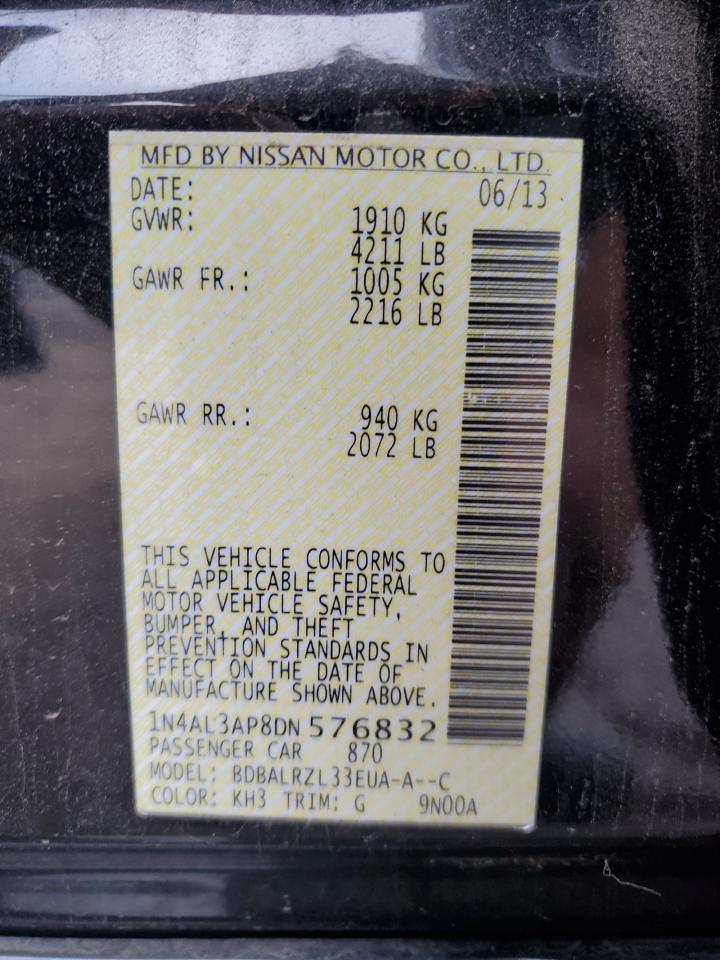 MFD BY NISSAN MOTOR CO., LTD.
DATE: 06/13
GVWR: 1910 KG
4211 LB
GAWR FR.: 1005 KG
2216 LB
GAWR RR.: 940 KG
2072 LB
THIS VEHICLE CONFORMS TO
ALL APPLICABLE FEDERAL
MOTOR VEHICLE SAFETY,
BUMPER, AND THEFT
PREVENTION STANDARDS IN
EFFECT ON THE DATE OF
MANUFACTURE SHOWN ABOVE.
1N4AL3AP8DN 576832
PASSENGER CAR 870
MODEL: BDBALRZL33EUA-A--C
COLOR: KH3 TRIM: G 9N00A